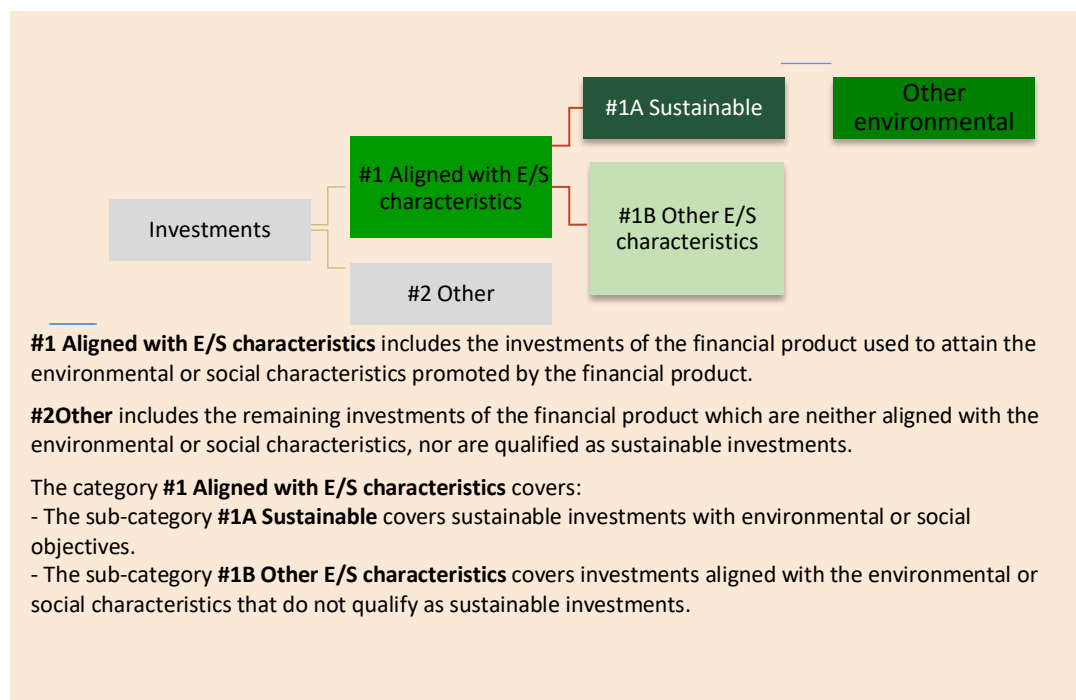 #1A Sustainable
Other
environmental
#1 Aligned with E/S
characteristics
#1B Other E/S
characteristics
Investments
#2 Other
#1 Aligned with E/S characteristics includes the investments of the financial product used to attain the
environmental or social characteristics promoted by the financial product.
#2Other includes the remaining investments of the financial product which are neither aligned with the
environmental or social characteristics, nor are qualified as sustainable investments.
The category #1 Aligned with E/S characteristics covers:
- The sub-category #1A Sustainable covers sustainable investments with environmental or social
objectives.
- The sub-category #1B Other E/S characteristics covers investments aligned with the environmental or
social characteristics that do not qualify as sustainable investments.